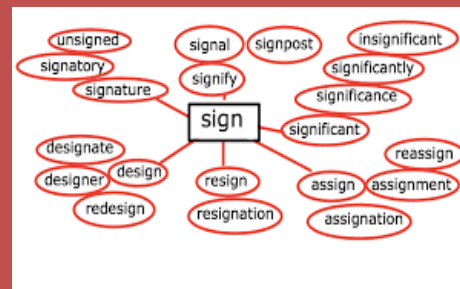 unsigned
signatory
signature
signal
signpost
signify
insignificant
significantly
significance
significant
sign
designate
designer
design
redesign
resign
resignation
reassign
assign
assignment
assignation